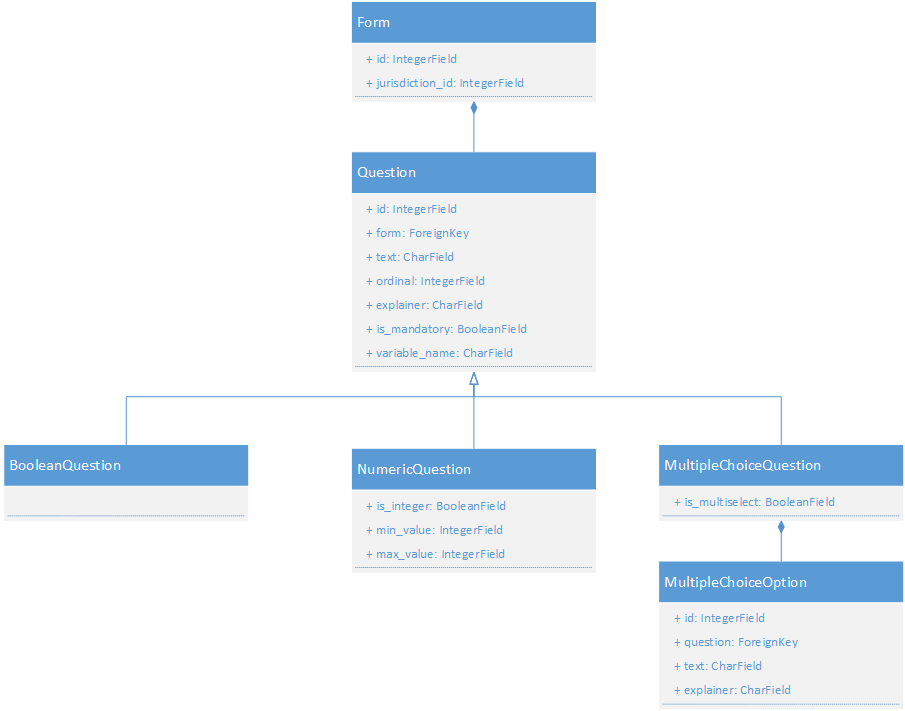 Form
+ id: IntegerField
+ jurisdiction_id: IntegerField
Question
+ id: IntegerField
+ form: ForeignKey
+ text: CharField
+ ordinal: IntegerField
+ explainer: CharField
+ is_mandatory: BooleanField
+ variable_name: CharField
BooleanQuestion
NumericQuestion
+ is_integer: BooleanField
+ min_value: IntegerField
+ max_value: IntegerField
MultipleChoiceQuestion
+ is_multiselect: BooleanField
MultipleChoiceOption
+ id: IntegerField
+ question: ForeignKey
+ text: CharField
+ explainer: CharField